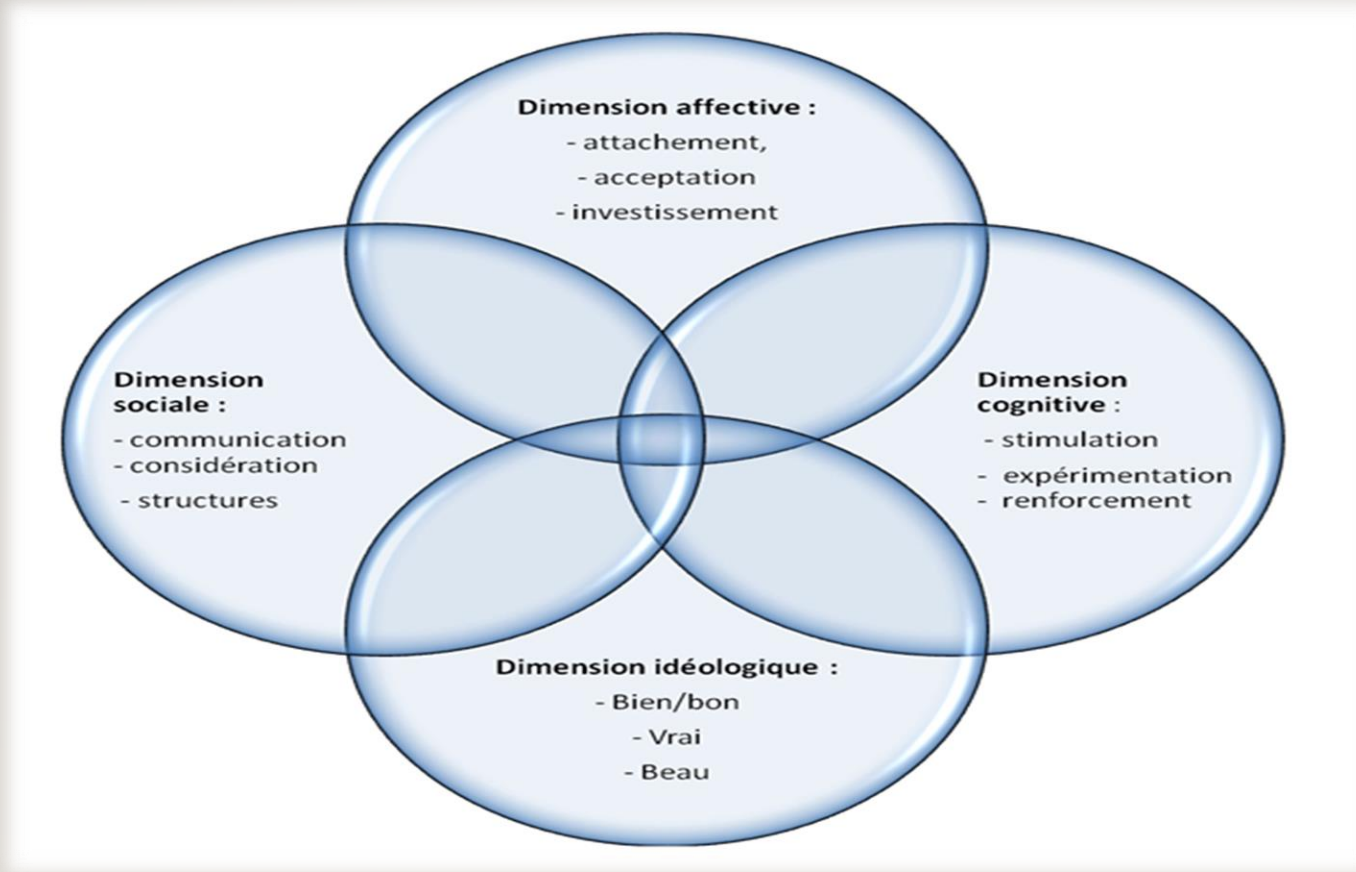 Dimension affective :
- attachement,
- acceptation
- investissement
Dimension
sociale :
- communication
- considération
- structures
Dimension
cognitive :
- stimulation
- expérimentation
- renforcement
Dimension idéologique :
- Bien/bon
- Vrai
- Beau